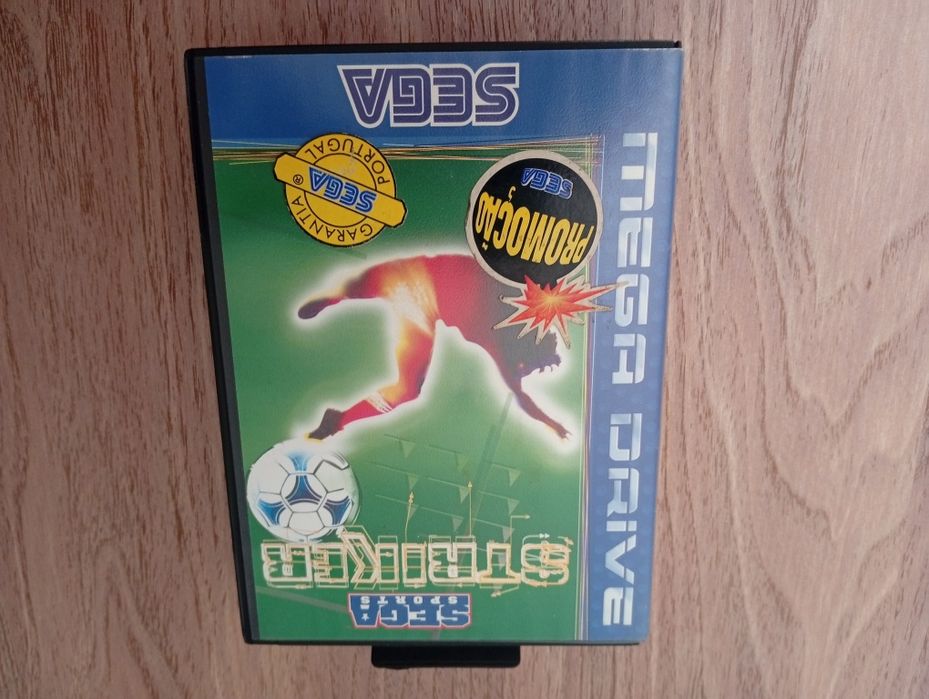 SEGA
SPORTS
STRIKER
MEGA DRIVE
PROMOÇÃO
SEGA
GARANTIA
SEGA ®
PORTUGAL
SEGA